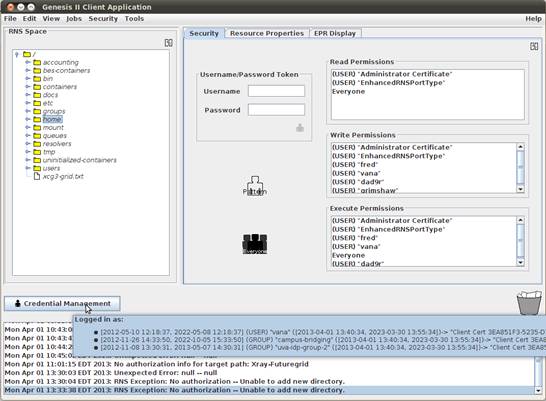 Genesis II Client Application
File Edit View Jobs Security Tools Help
RNS Space
/
accounting
bes-containers
bin
containers
docs
etc
groups
home
mount
queues
resolvers
tmp
uninitialized-containers
users
xcg3-grid.txt
Security Resource Properties EPR Display
Username/Password Token
Username
Password
Pattern
Everyone
Read Permissions
(USER) "Administrator Certificate"
(USER) "EnhancedRNSPortType"
Everyone
Write Permissions
(USER) "Administrator Certificate"
(USER) "EnhancedRNSPortType"
(USER) "fred"
(USER) "vana"
(USER) "dad9r"
(USER) "grimshaw"
Execute Permissions
(USER) "Administrator Certificate"
(USER) "EnhancedRNSPortType"
(USER) "fred"
(USER) "vana"
Everyone
(USER) "dad9r"
Credential Management
Logged in as:
[2012-05-10 12:18:37, 2022-05-08 12:18:37] (USER) "vana" ([2013-04-01 13:40:34, 2023-03-30 13:55:34])-> "Client Cert 3EA851F3-5235-D
[2012-11-26 14:33:50, 2022-10-05 15:33:50] (GROUP) "campus-bridging" ([2013-04-01 13:40:34, 2023-03-30 13:55:34])-> "Client Cert 3EA8
[2012-11-08 13:30:31, 2013-05-07 13:35:31] (GROUP) "uva-idp-group-2" ([2013-04-01 13:40:34, 2023-03-30 13:55:34])-> "Client Cert 3EA8
Mon Apr 01 10:43:0
Mon Apr 01 10:43:
Mon Apr 01 10:44:2
Mon Apr 01 10:45:0
Mon Apr 01 11:01:15 EDT 2013: No authorization info for target path: Xray-Futuregrid
Mon Apr 01 13:30:03 EDT 2013: Unexpected Error: null -- null
Mon Apr 01 13:30:04 EDT 2013: RNS Exception: No authorization -- Unable to add new directory.
Mon Apr 01 13:33:38 EDT 2013: RNS Exception: No authorization -- Unable to add new directory.